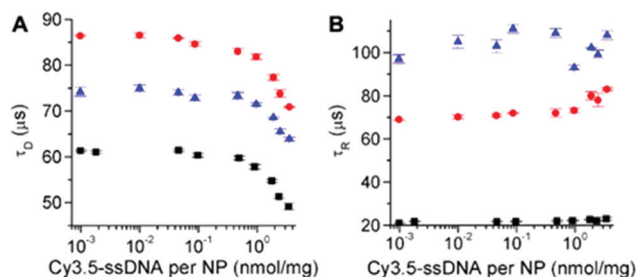 A
B
90
80
70
60
50
τD (μs)
10-3 10-2 10-1 100 101
Cy3.5-ssDNA per NP (nmol/mg)
100
80
60
40
20
τR (μs)
10-3 10-2 10-1 100 101
Cy3.5-ssDNA per NP (nmol/mg)